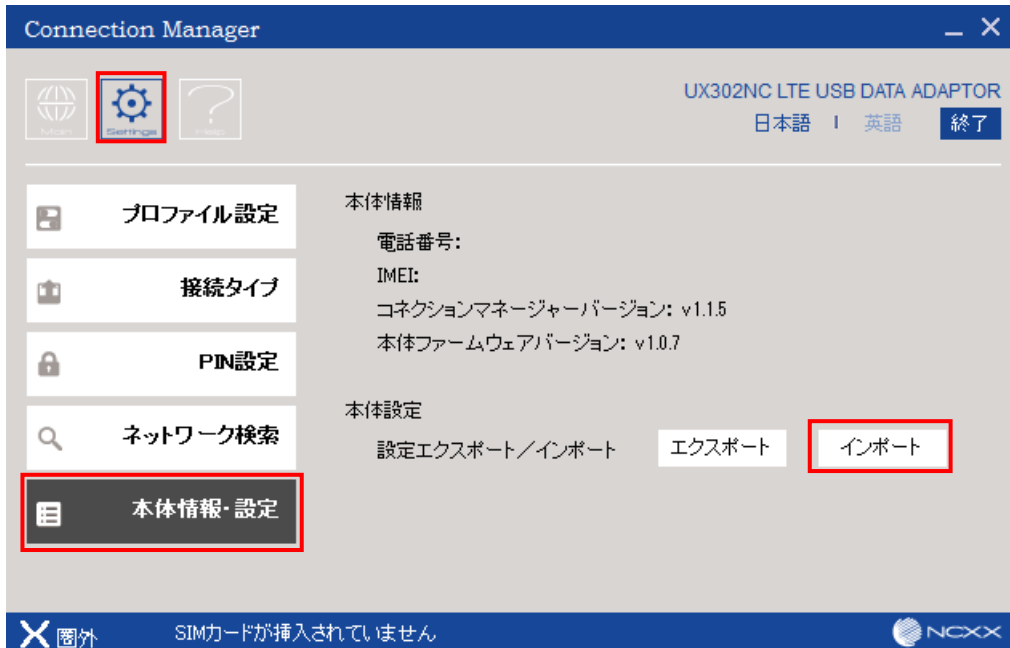 Connection Manager
Main
Settings
Help
UX302NC LTE USB DATA ADAPTOR
日本語 | 英語 終了
プロファイル設定
接続タイプ
PIN設定
ネットワーク検索
本体情報・設定
本体情報
電話番号:
IMEI:
コネクションマネージャーバージョン: v1.1.5
本体ファームウェアバージョン: v1.0.7
本体設定
設定エクスポート／インポート エクスポート インポート
圏外 SIMカードが挿入されていません
NCXX